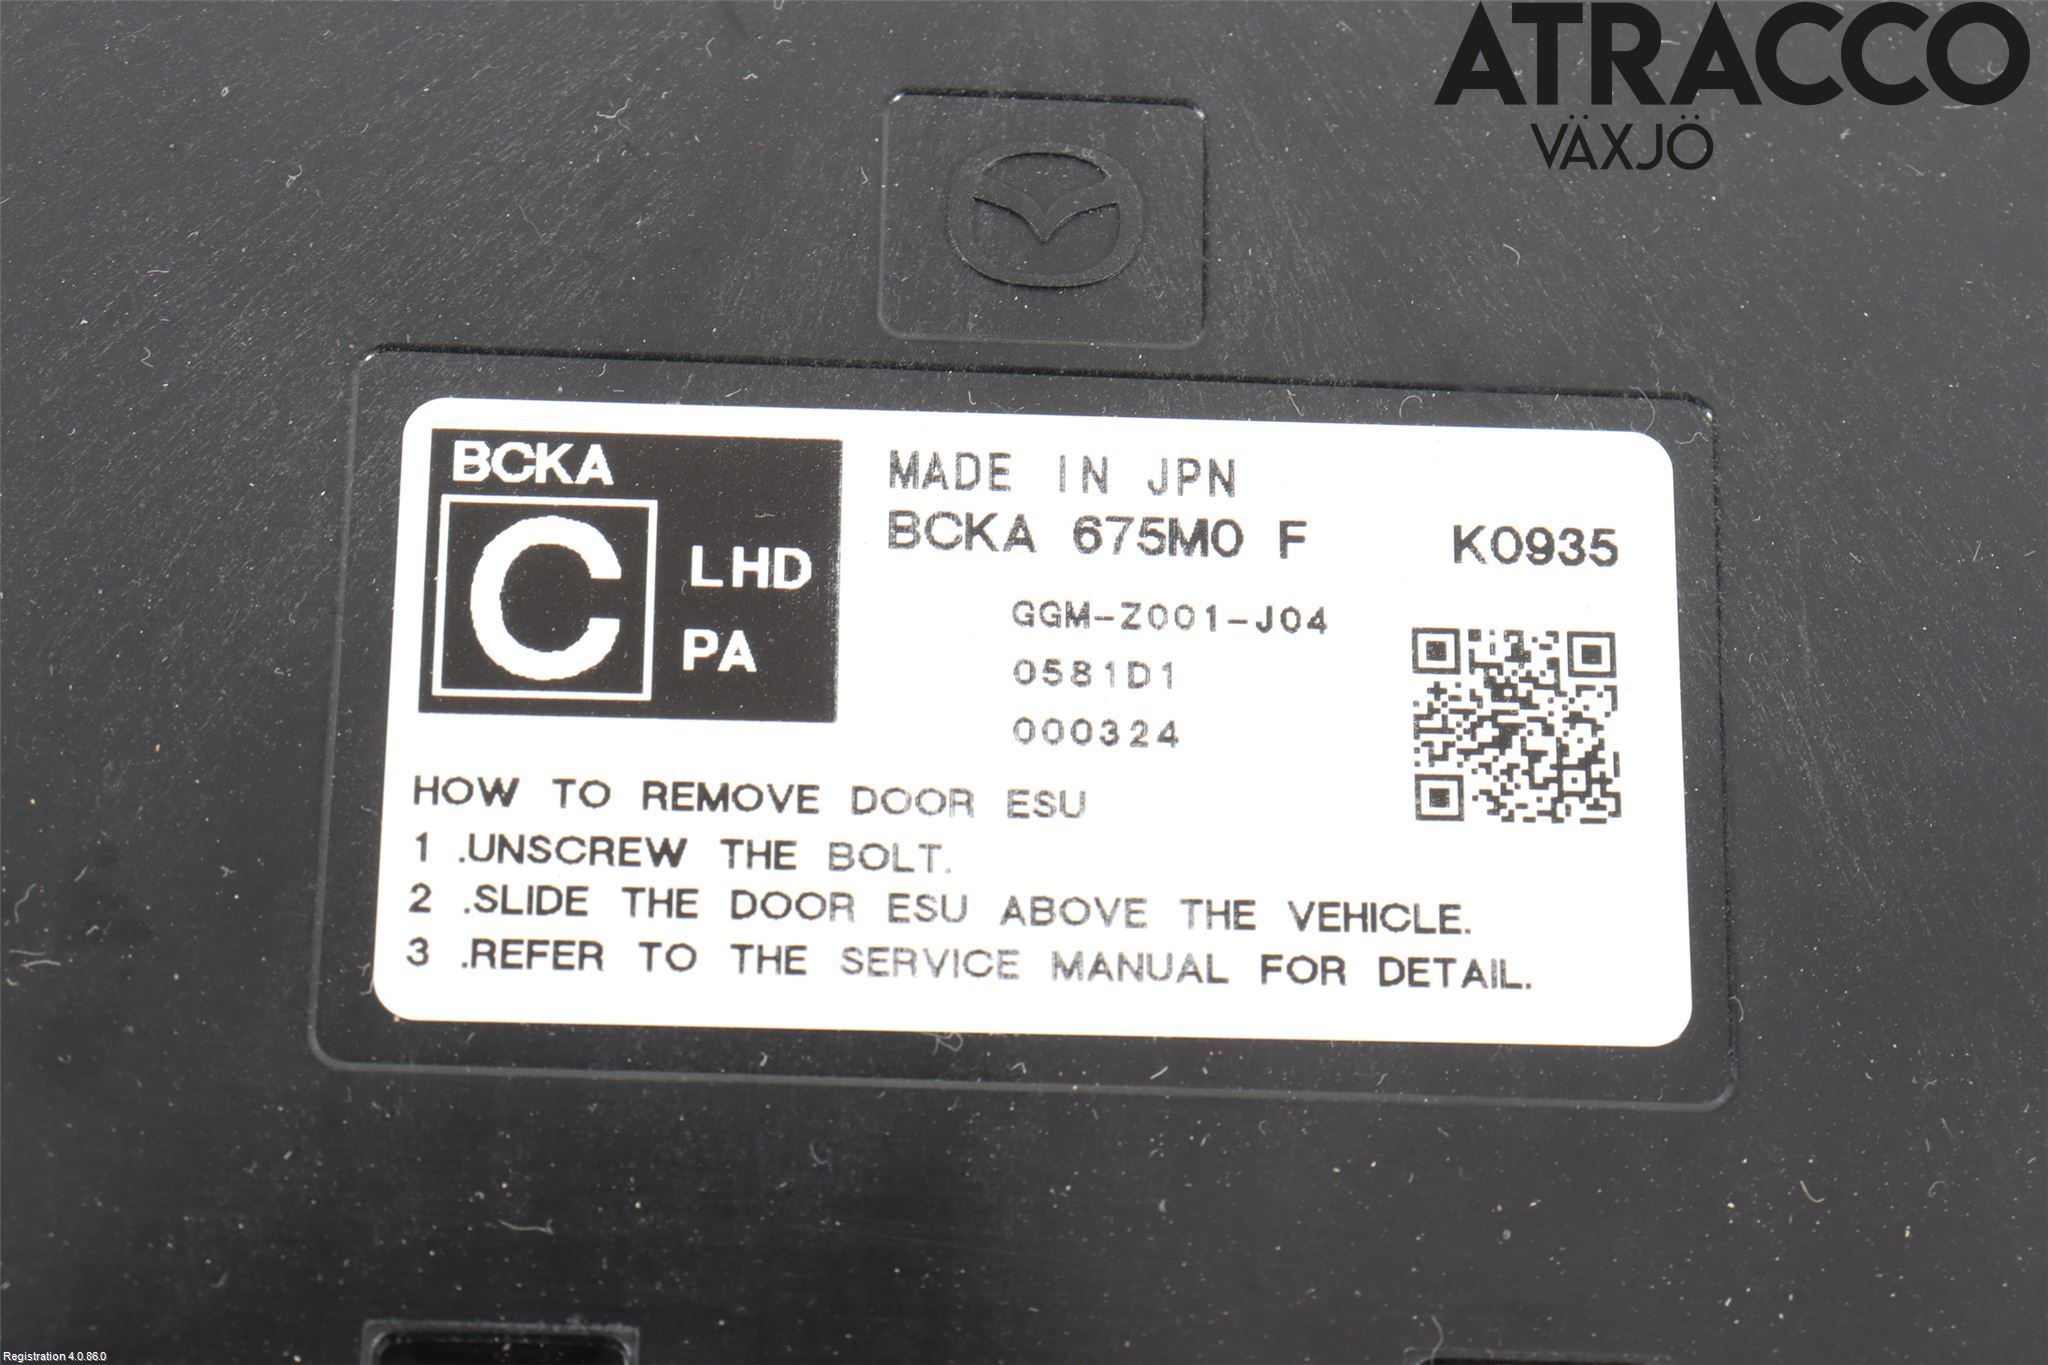 ATRACCO
VÄXJÖ
BCKA
C
LHD
PA
MADE IN JPN
BCKA 675M0 F K0935
GGM-Z001-J04
0581D1
000324
HOW TO REMOVE DOOR ESU
1 .UNSCREW THE BOLT.
2 .SLIDE THE DOOR ESU ABOVE THE VEHICLE.
3 .REFER TO THE SERVICE MANUAL FOR DETAIL.
Registration 4.0.86.0